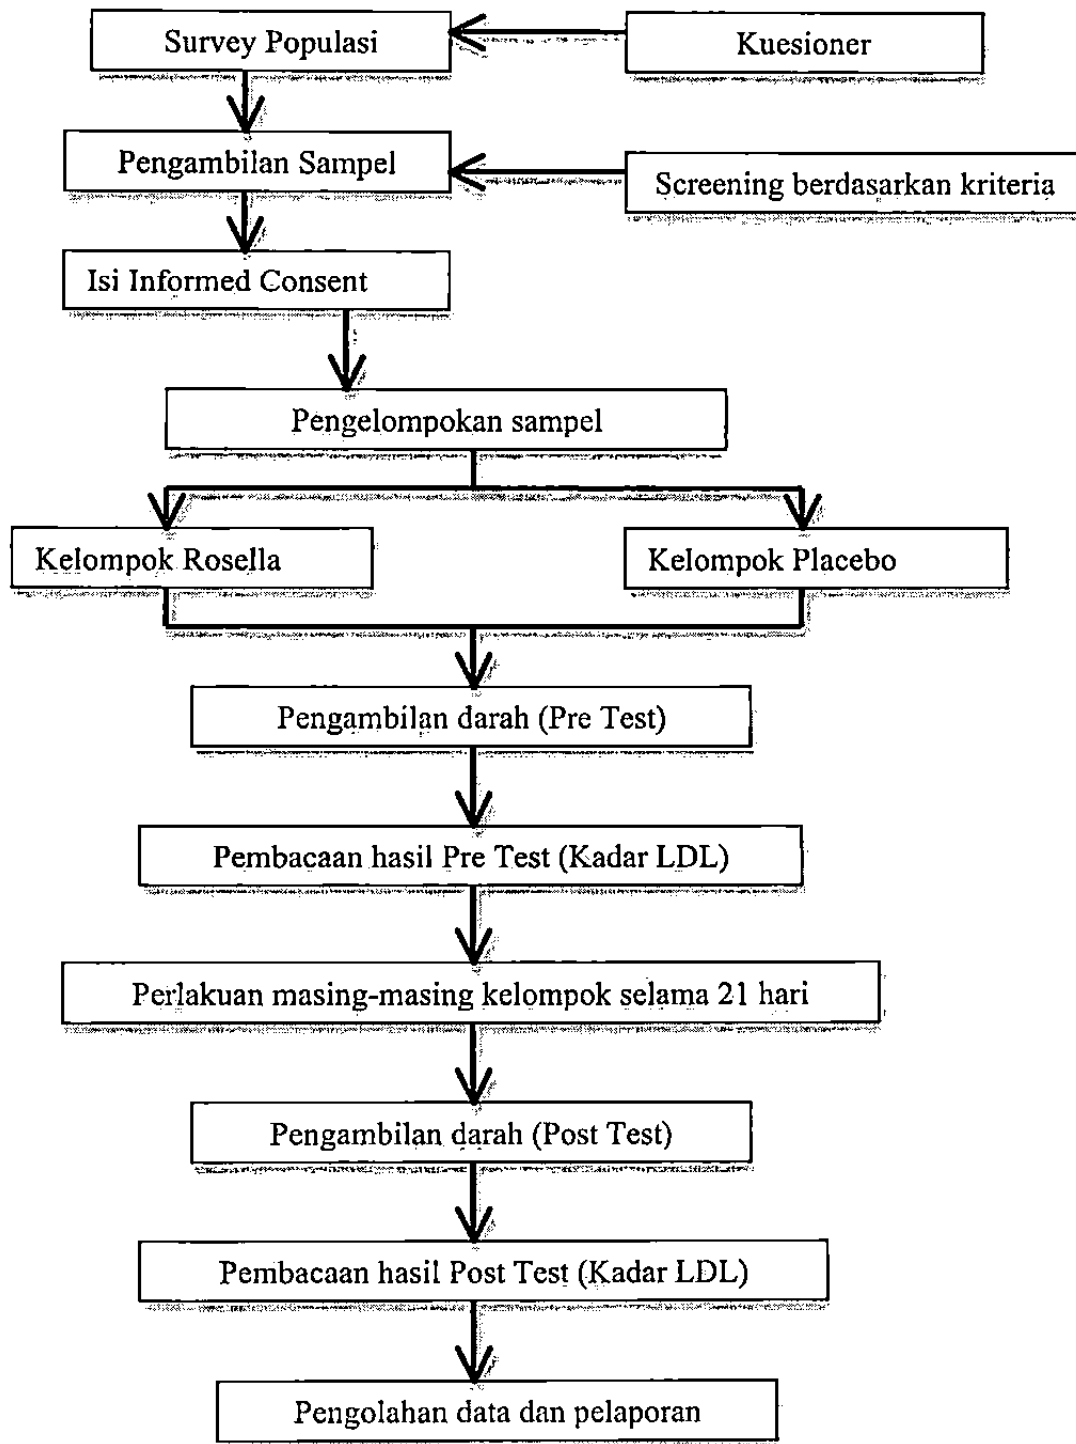 Survey Populasi
Kuesioner
Pengambilan Sampel
Screening berdasarkan kriteria
Isi Informed Consent
Pengelompokan sampel
Kelompok Rosella
Kelompok Placebo
Pengambilan darah (Pre Test)
Pembacaan hasil Pre Test (Kadar LDL)
Perlakuan masing-masing kelompok selama 21 hari
Pengambilan darah (Post Test)
Pembacaan hasil Post Test (Kadar LDL)
Pengolahan data dan pelaporan